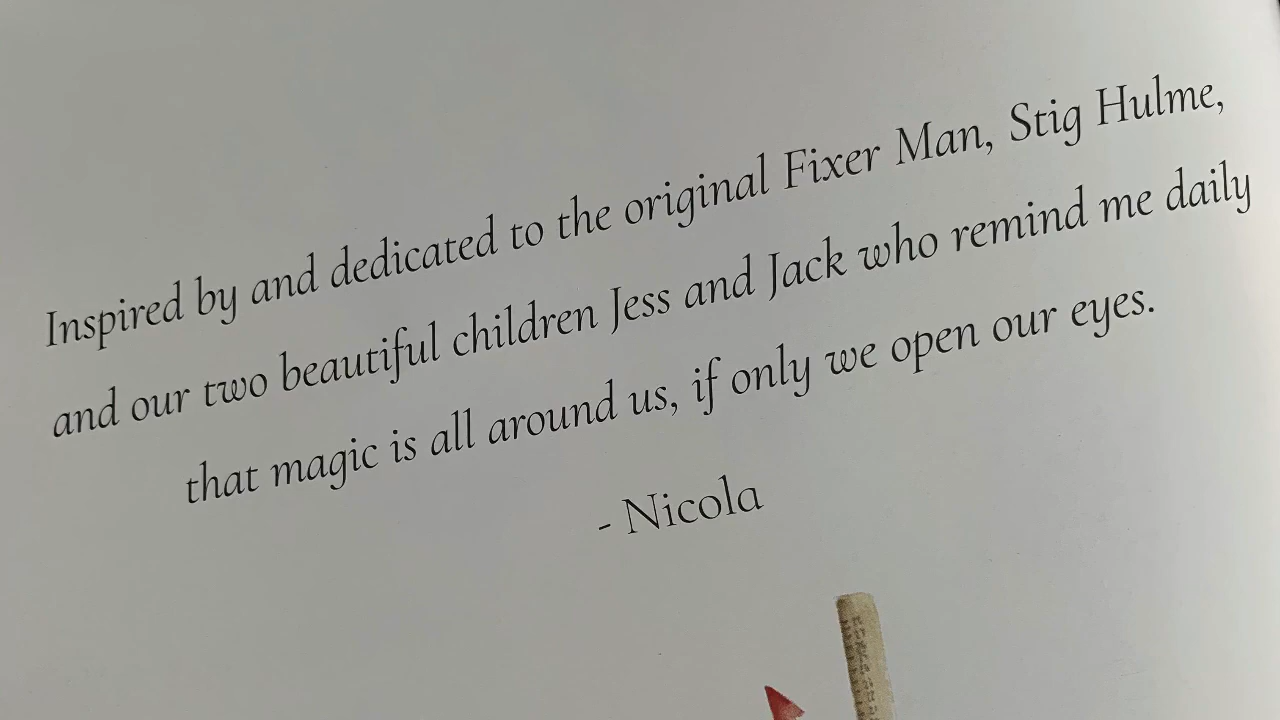 Inspired by and dedicated to the original Fixer Man, Stig Hulme,
and our two beautiful children Jess and Jack who remind me daily
that magic is all around us, if only we open our eyes.
- Nicola